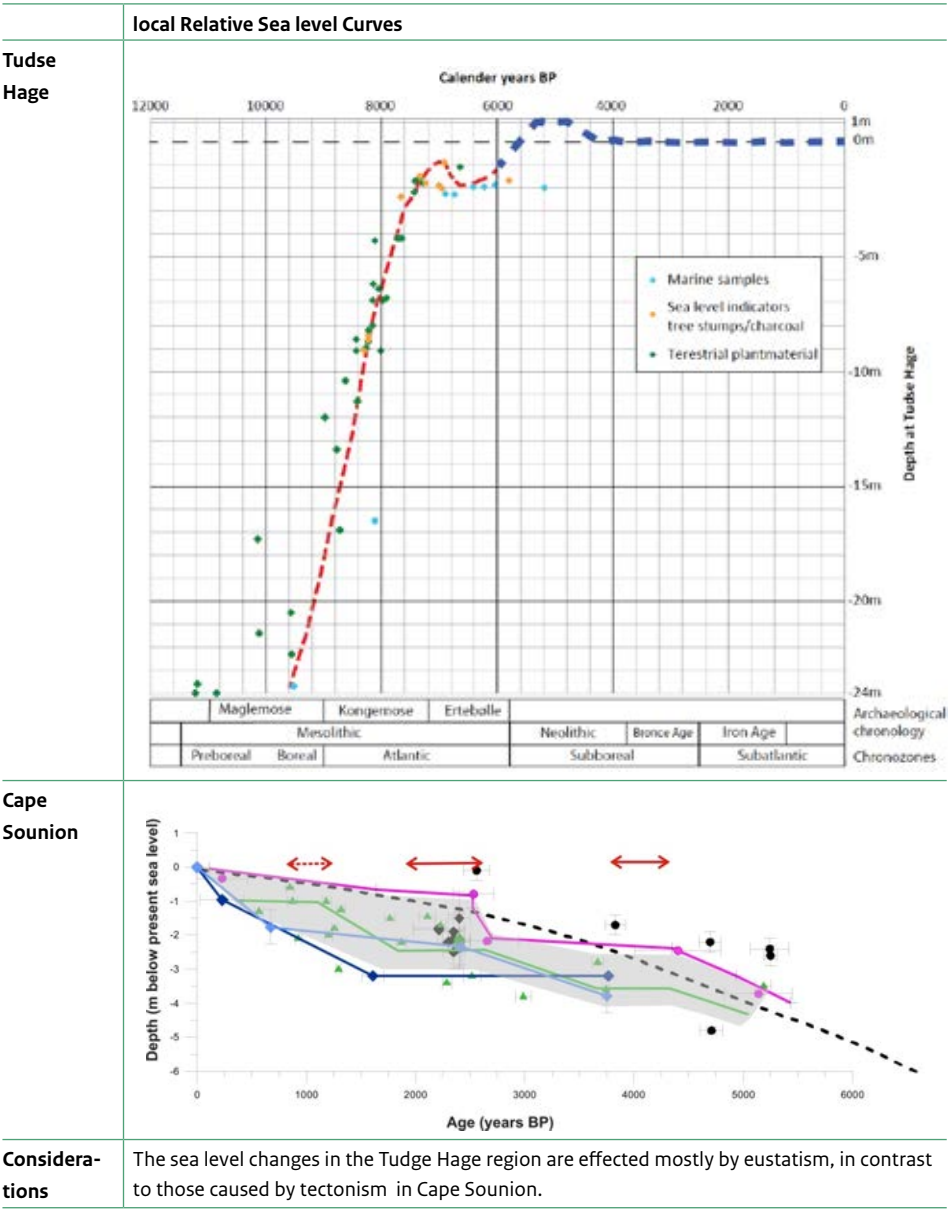 local Relative Sea level Curves
Tudse
Hage
Calender years BP
12000 10000 8000 6000 4000 2000 0
1m
0m
-5m
-10m
-15m
-20m
-24m
Depth at Tudse Hage
Marine samples
Sea level indicators
tree stumps/charcoal
Terestrial plantmaterial
Maglemose Kongemose Ertebølle Archaeological
Mesolithic Neolithic Bronce Age Iron Age chronology
Preboreal Boreal Atlantic Subboreal Subatlantic Chronozones
Cape
Sounion
Depth (m below present sea level)
1
0
-1
-2
-3
-4
-5
-6
0 1000 2000 3000 4000 5000 6000
Age (years BP)
Considera-
tions
The sea level changes in the Tudge Hage region are effected mostly by eustatism, in contrast
to those caused by tectonism in Cape Sounion.